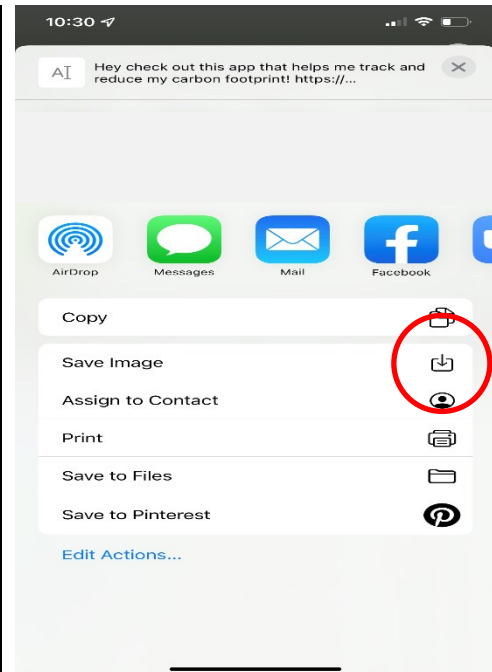 10:30
Hey check out this app that helps me track and
reduce my carbon footprint! https://...
AirDrop Messages Mail Facebook
Copy
Save Image
Assign to Contact
Print
Save to Files
Save to Pinterest
Edit Actions...